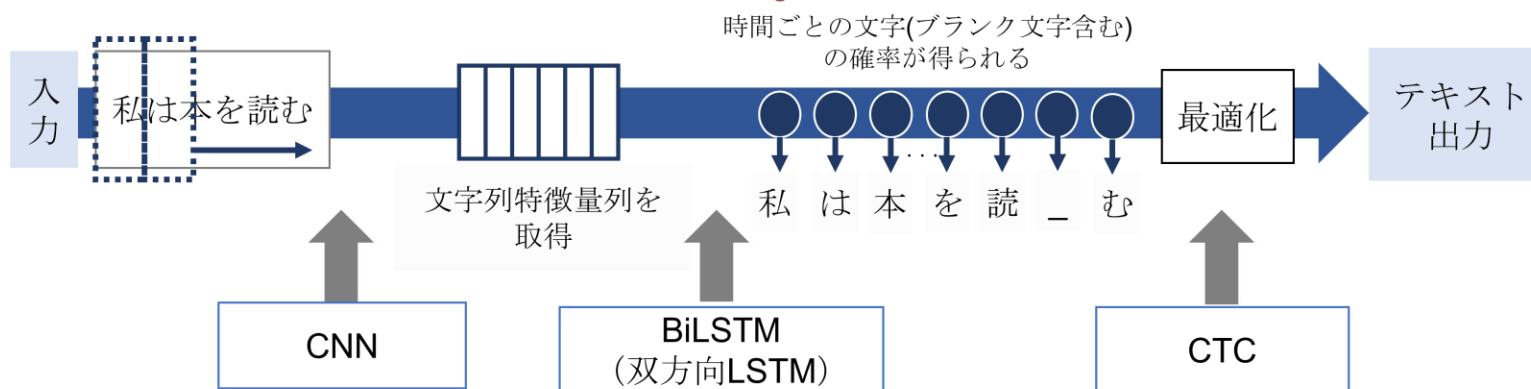 時間ごとの文字(ブランク文字含む)
の確率が得られる
入
力
私は本を読む
最適化
テキスト
出力
文字列特徴量列を
取得
...
私 は 本 を 読 _ む
CNN
BiLSTM
（双方向LSTM）
CTC